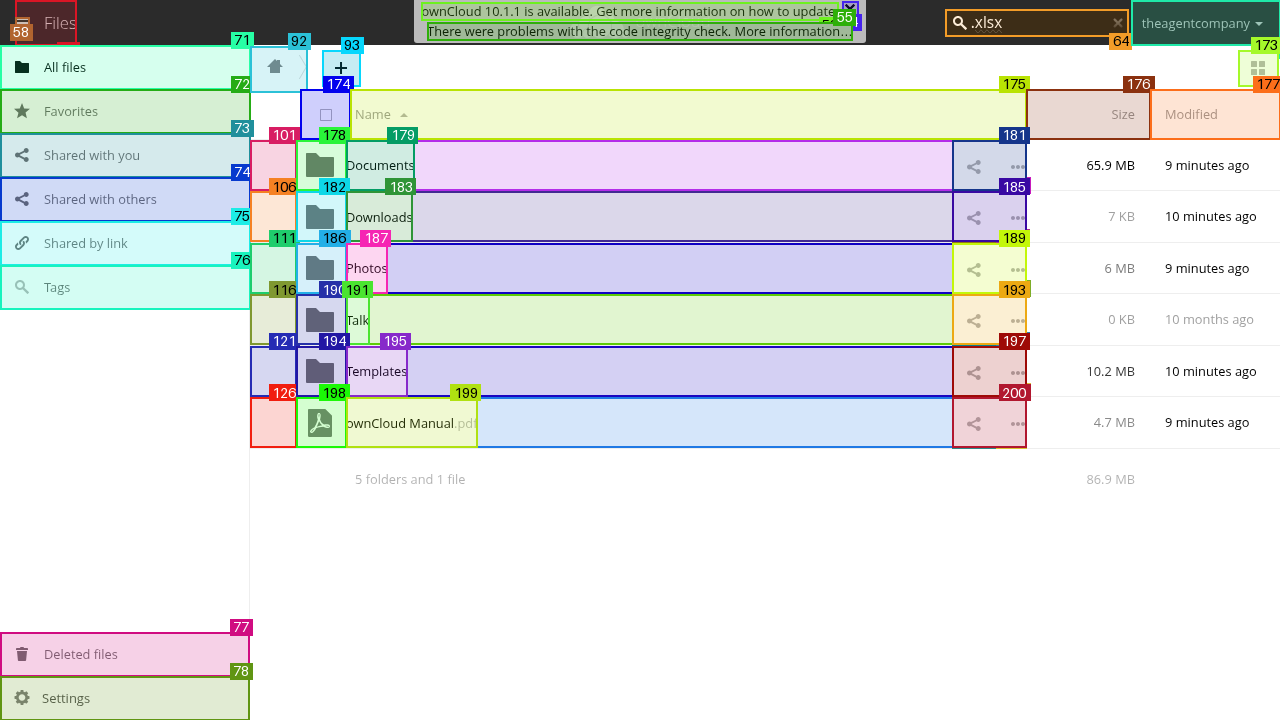 Files
58
ownCloud 10.1.1 is available. Get more information on how to update.
There were problems with the code integrity check. More information...
55
.xlsx
64
theagentcompany
71
All files
72
Favorites
73
Shared with you
74
Shared with others
75
Shared by link
76
Tags
92
93
173
174
175
176
177
Name
Size
Modified
101
178
179
181
Documents
65.9 MB
9 minutes ago
106
182
183
185
Downloads
7 KB
10 minutes ago
111
186
187
189
Photos
6 MB
9 minutes ago
116
190
191
193
Talk
0 KB
10 months ago
121
194
195
197
Templates
10.2 MB
10 minutes ago
126
198
199
200
ownCloud Manual.pdf
4.7 MB
9 minutes ago
5 folders and 1 file
86.9 MB
77
Deleted files
78
Settings